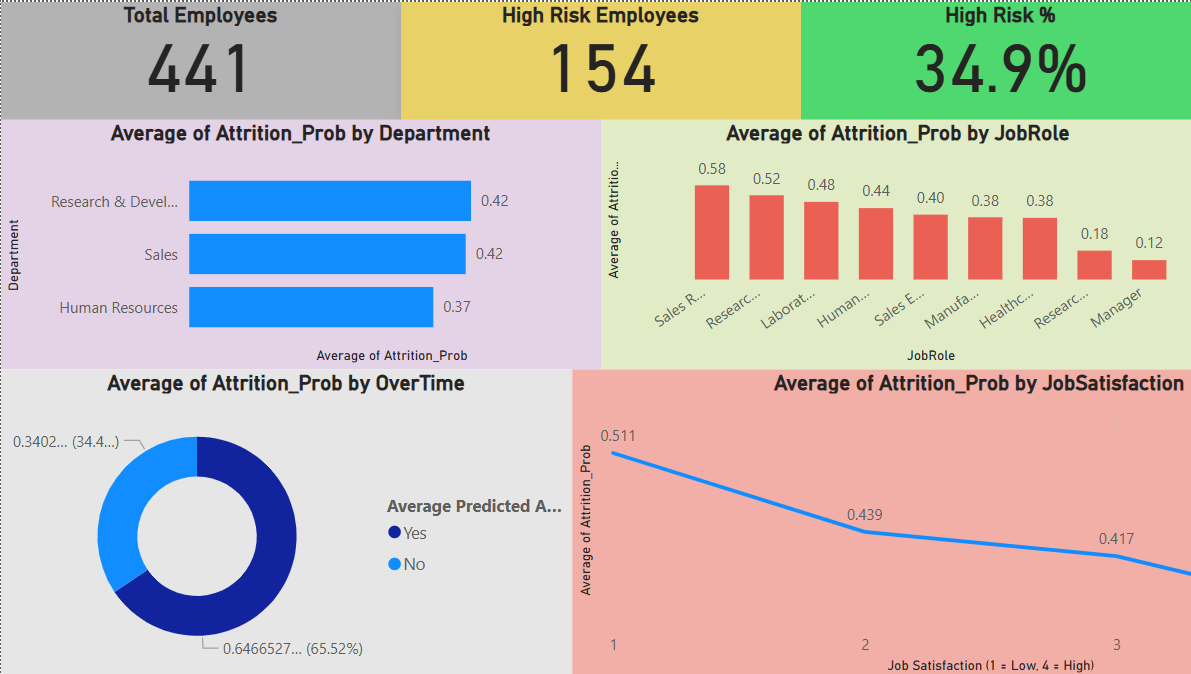 Total Employees
441
High Risk Employees
154
High Risk %
34.9%
Average of Attrition_Prob by Department
Department
Research & Devel...
0.42
Sales
0.42
Human Resources
0.37
Average of Attrition_Prob
Average of Attrition_Prob by JobRole
Average of Attritio...
0.58
0.52
0.48
0.44
0.40
0.38
0.38
0.18
0.12
Sales R...
Researc...
Laborat...
Human...
Sales E...
Manufa...
Healthc...
Researc...
Manager
JobRole
Average of Attrition_Prob by OverTime
0.3402... (34.4...)
0.6466527... (65.52%)
Average Predicted A...
Yes
No
Average of Attrition_Prob by JobSatisfaction
Average of Attrition_Prob
0.511
0.439
0.417
1
2
3
Job Satisfaction (1 = Low, 4 = High)